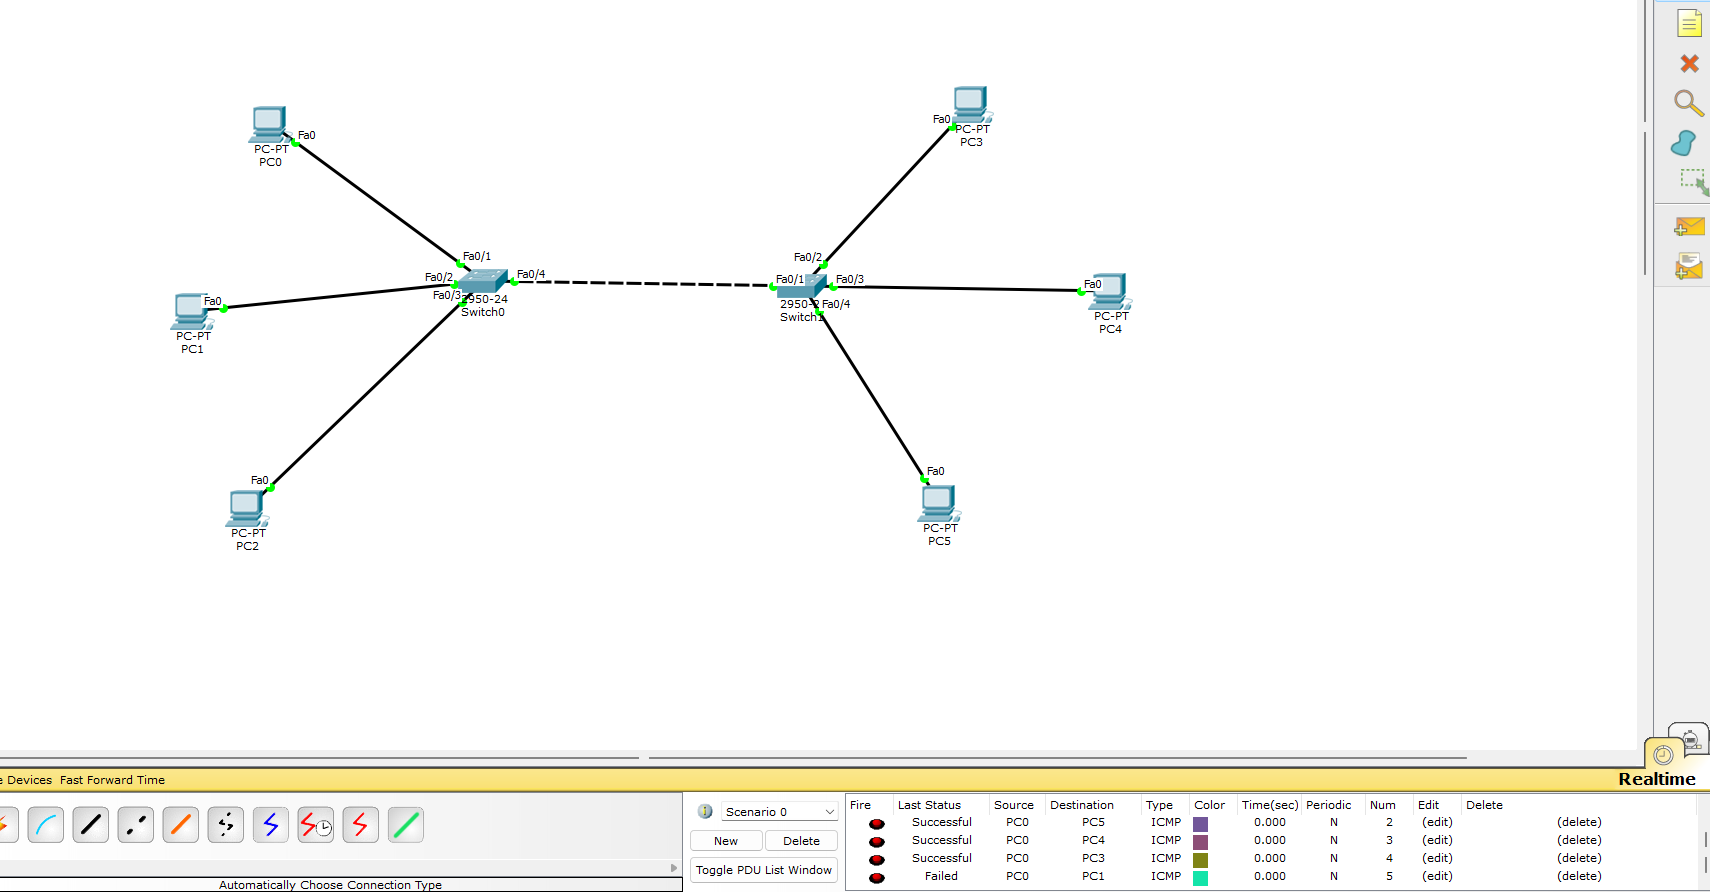 Fa0
PC-PT
PC3
Fa0
PC-PT
PC0
Fa0/1
Fa0/2
Fa0/2
Fa0/4
Fa0/1
Fa0/3
Fa0/3
2950-24
Switch0
Fa0/4
2950-2
Switch1
Fa0
PC-PT
PC1
Fa0
PC-PT
PC4
Fa0
PC-PT
PC2
Fa0
PC-PT
PC5
Realtime
e Devices Fast Forward Time
Scenario 0
New Delete
Toggle PDU List Window
Automatically Choose Connection Type
Fire Last Status Source Destination Type Color Time(sec) Periodic Num Edit Delete
Successful PC0 PC5 ICMP 0.000 N 2 (edit) (delete)
Successful PC0 PC4 ICMP 0.000 N 3 (edit) (delete)
Successful PC0 PC3 ICMP 0.000 N 4 (edit) (delete)
Failed PC0 PC1 ICMP 0.000 N 5 (edit) (delete)